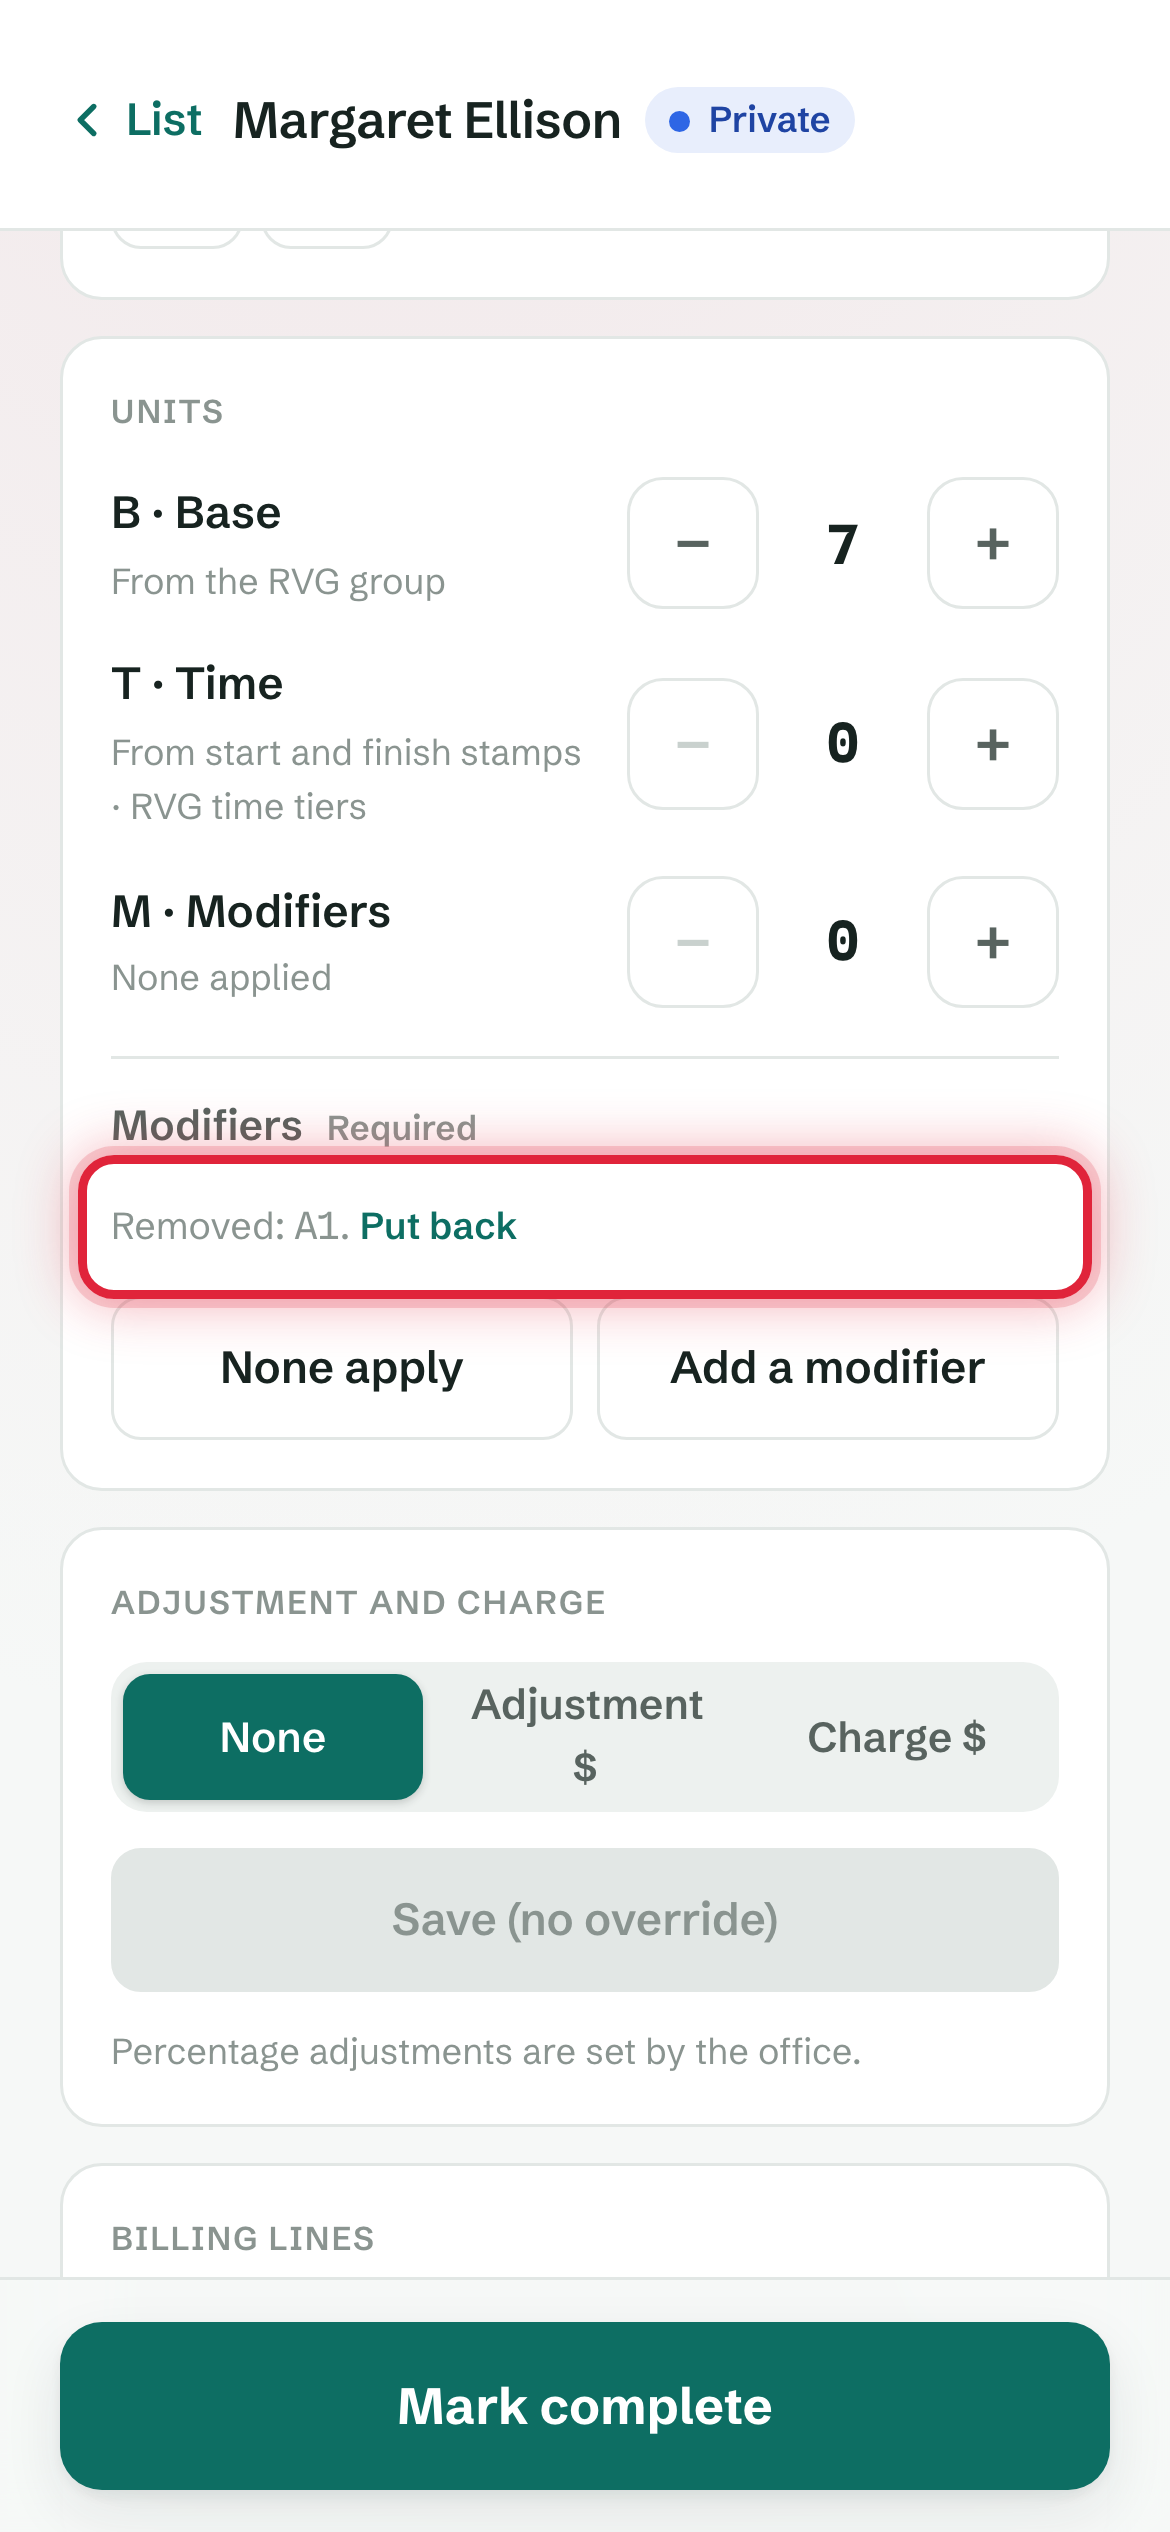 List Margaret Ellison Private
UNITS
B · Base
From the RVG group
− 7 +
T · Time
From start and finish stamps
· RVG time tiers
− 0 +
M · Modifiers
None applied
− 0 +
Modifiers Required
Removed: A1. Put back
None apply Add a modifier
ADJUSTMENT AND CHARGE
None Adjustment Charge $
$
Save (no override)
Percentage adjustments are set by the office.
BILLING LINES
Mark complete